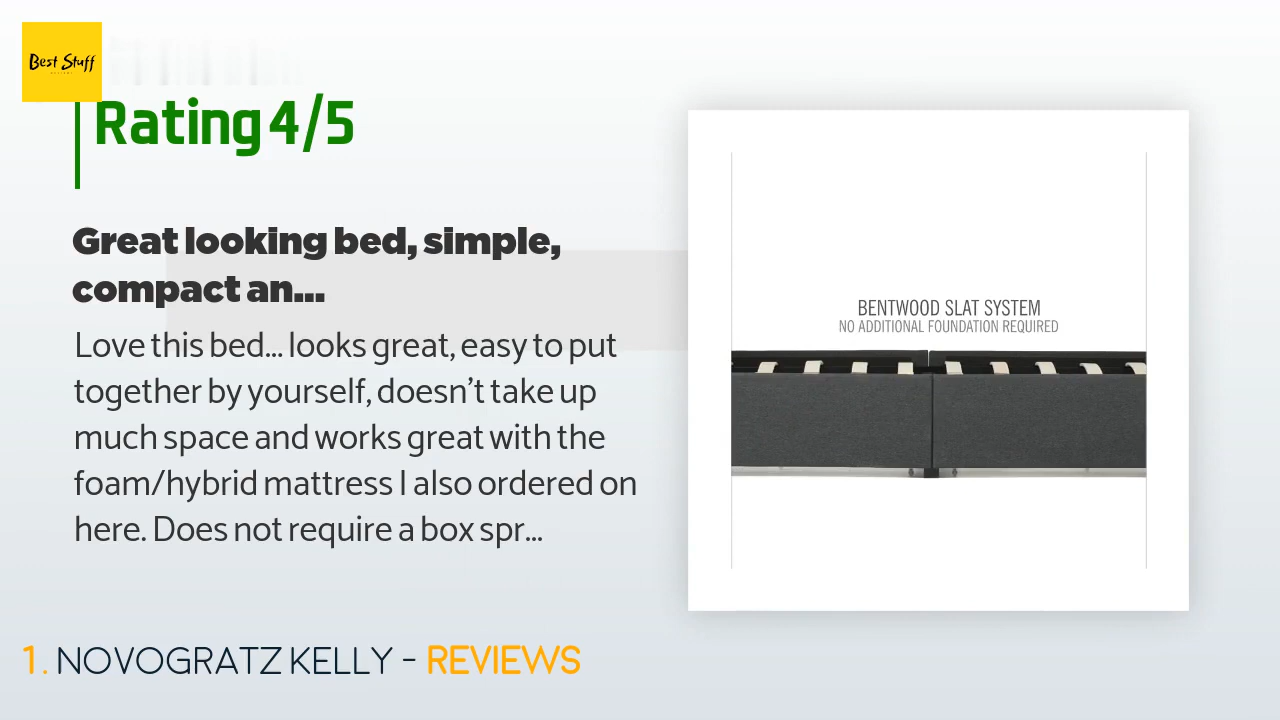 Best Stuff
Rating 4/5
Great looking bed, simple,
compact an...
Love this bed... looks great, easy to put
together by yourself, doesn't take up
much space and works great with the
foam/hybrid mattress I also ordered on
here. Does not require a box spr...
BENTWOOD SLAT SYSTEM
NO ADDITIONAL FOUNDATION REQUIRED
1. NOVOGRATZ KELLY - REVIEWS